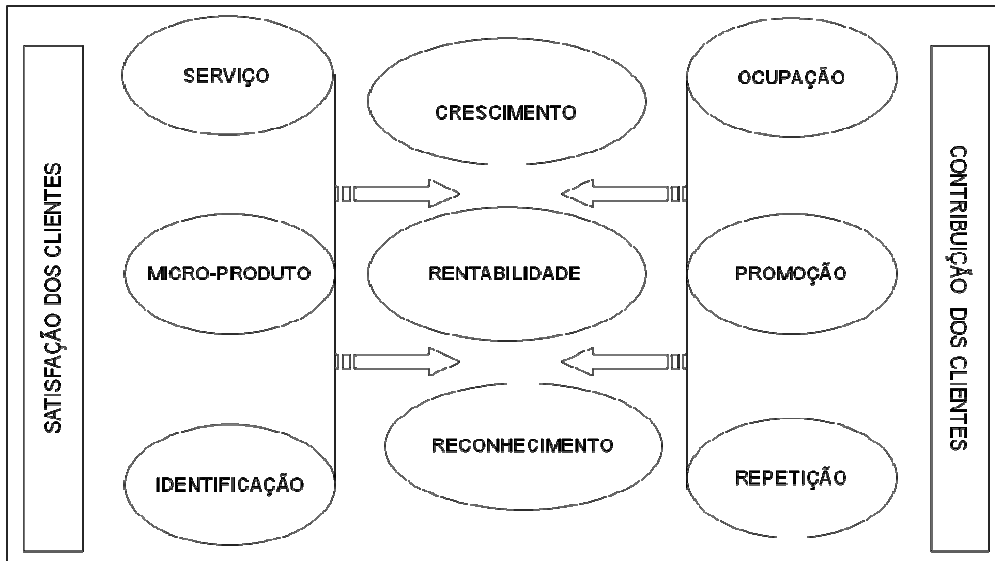 SATISFAÇÃO DOS CLIENTES
SERVIÇO
MICRO-PRODUTO
IDENTIFICAÇÃO
CRESCIMENTO
RENTABILIDADE
RECONHECIMENTO
OCUPAÇÃO
PROMOÇÃO
REPETIÇÃO
CONTRIBUIÇÃO DOS CLIENTES